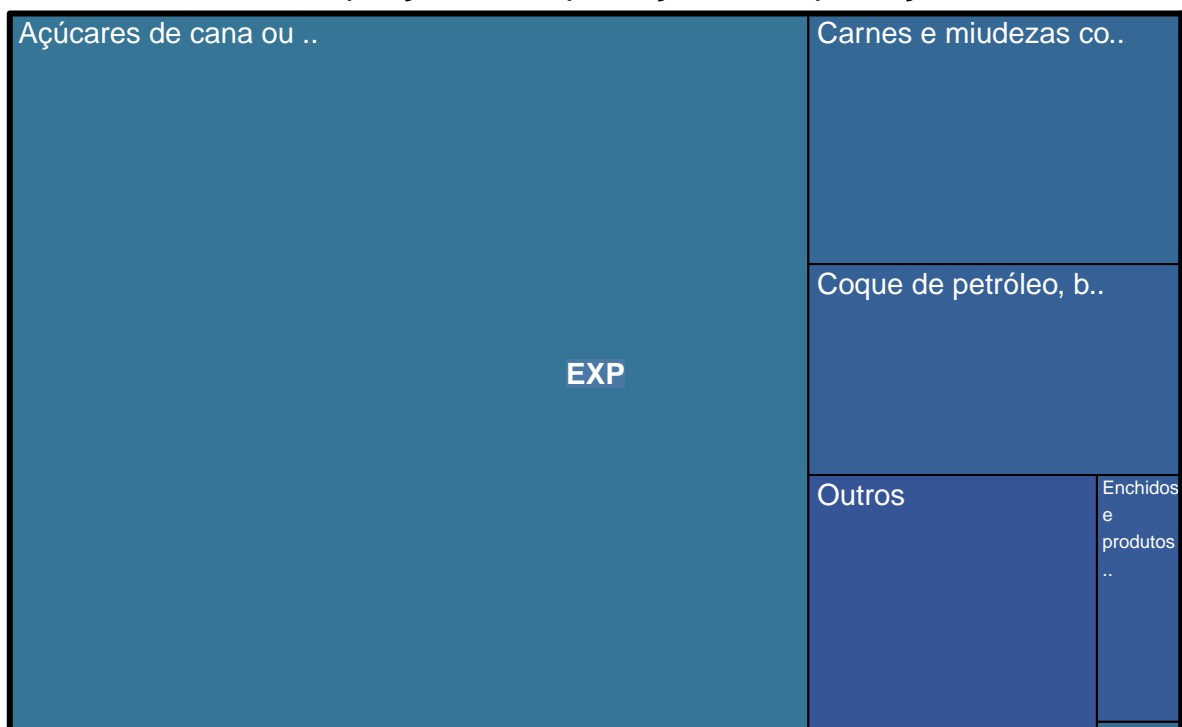 Açúcares de cana ou ..
Carnes e miudezas co..
Coque de petróleo, b..
EXP
Outros
Enchidos
e
produtos
..